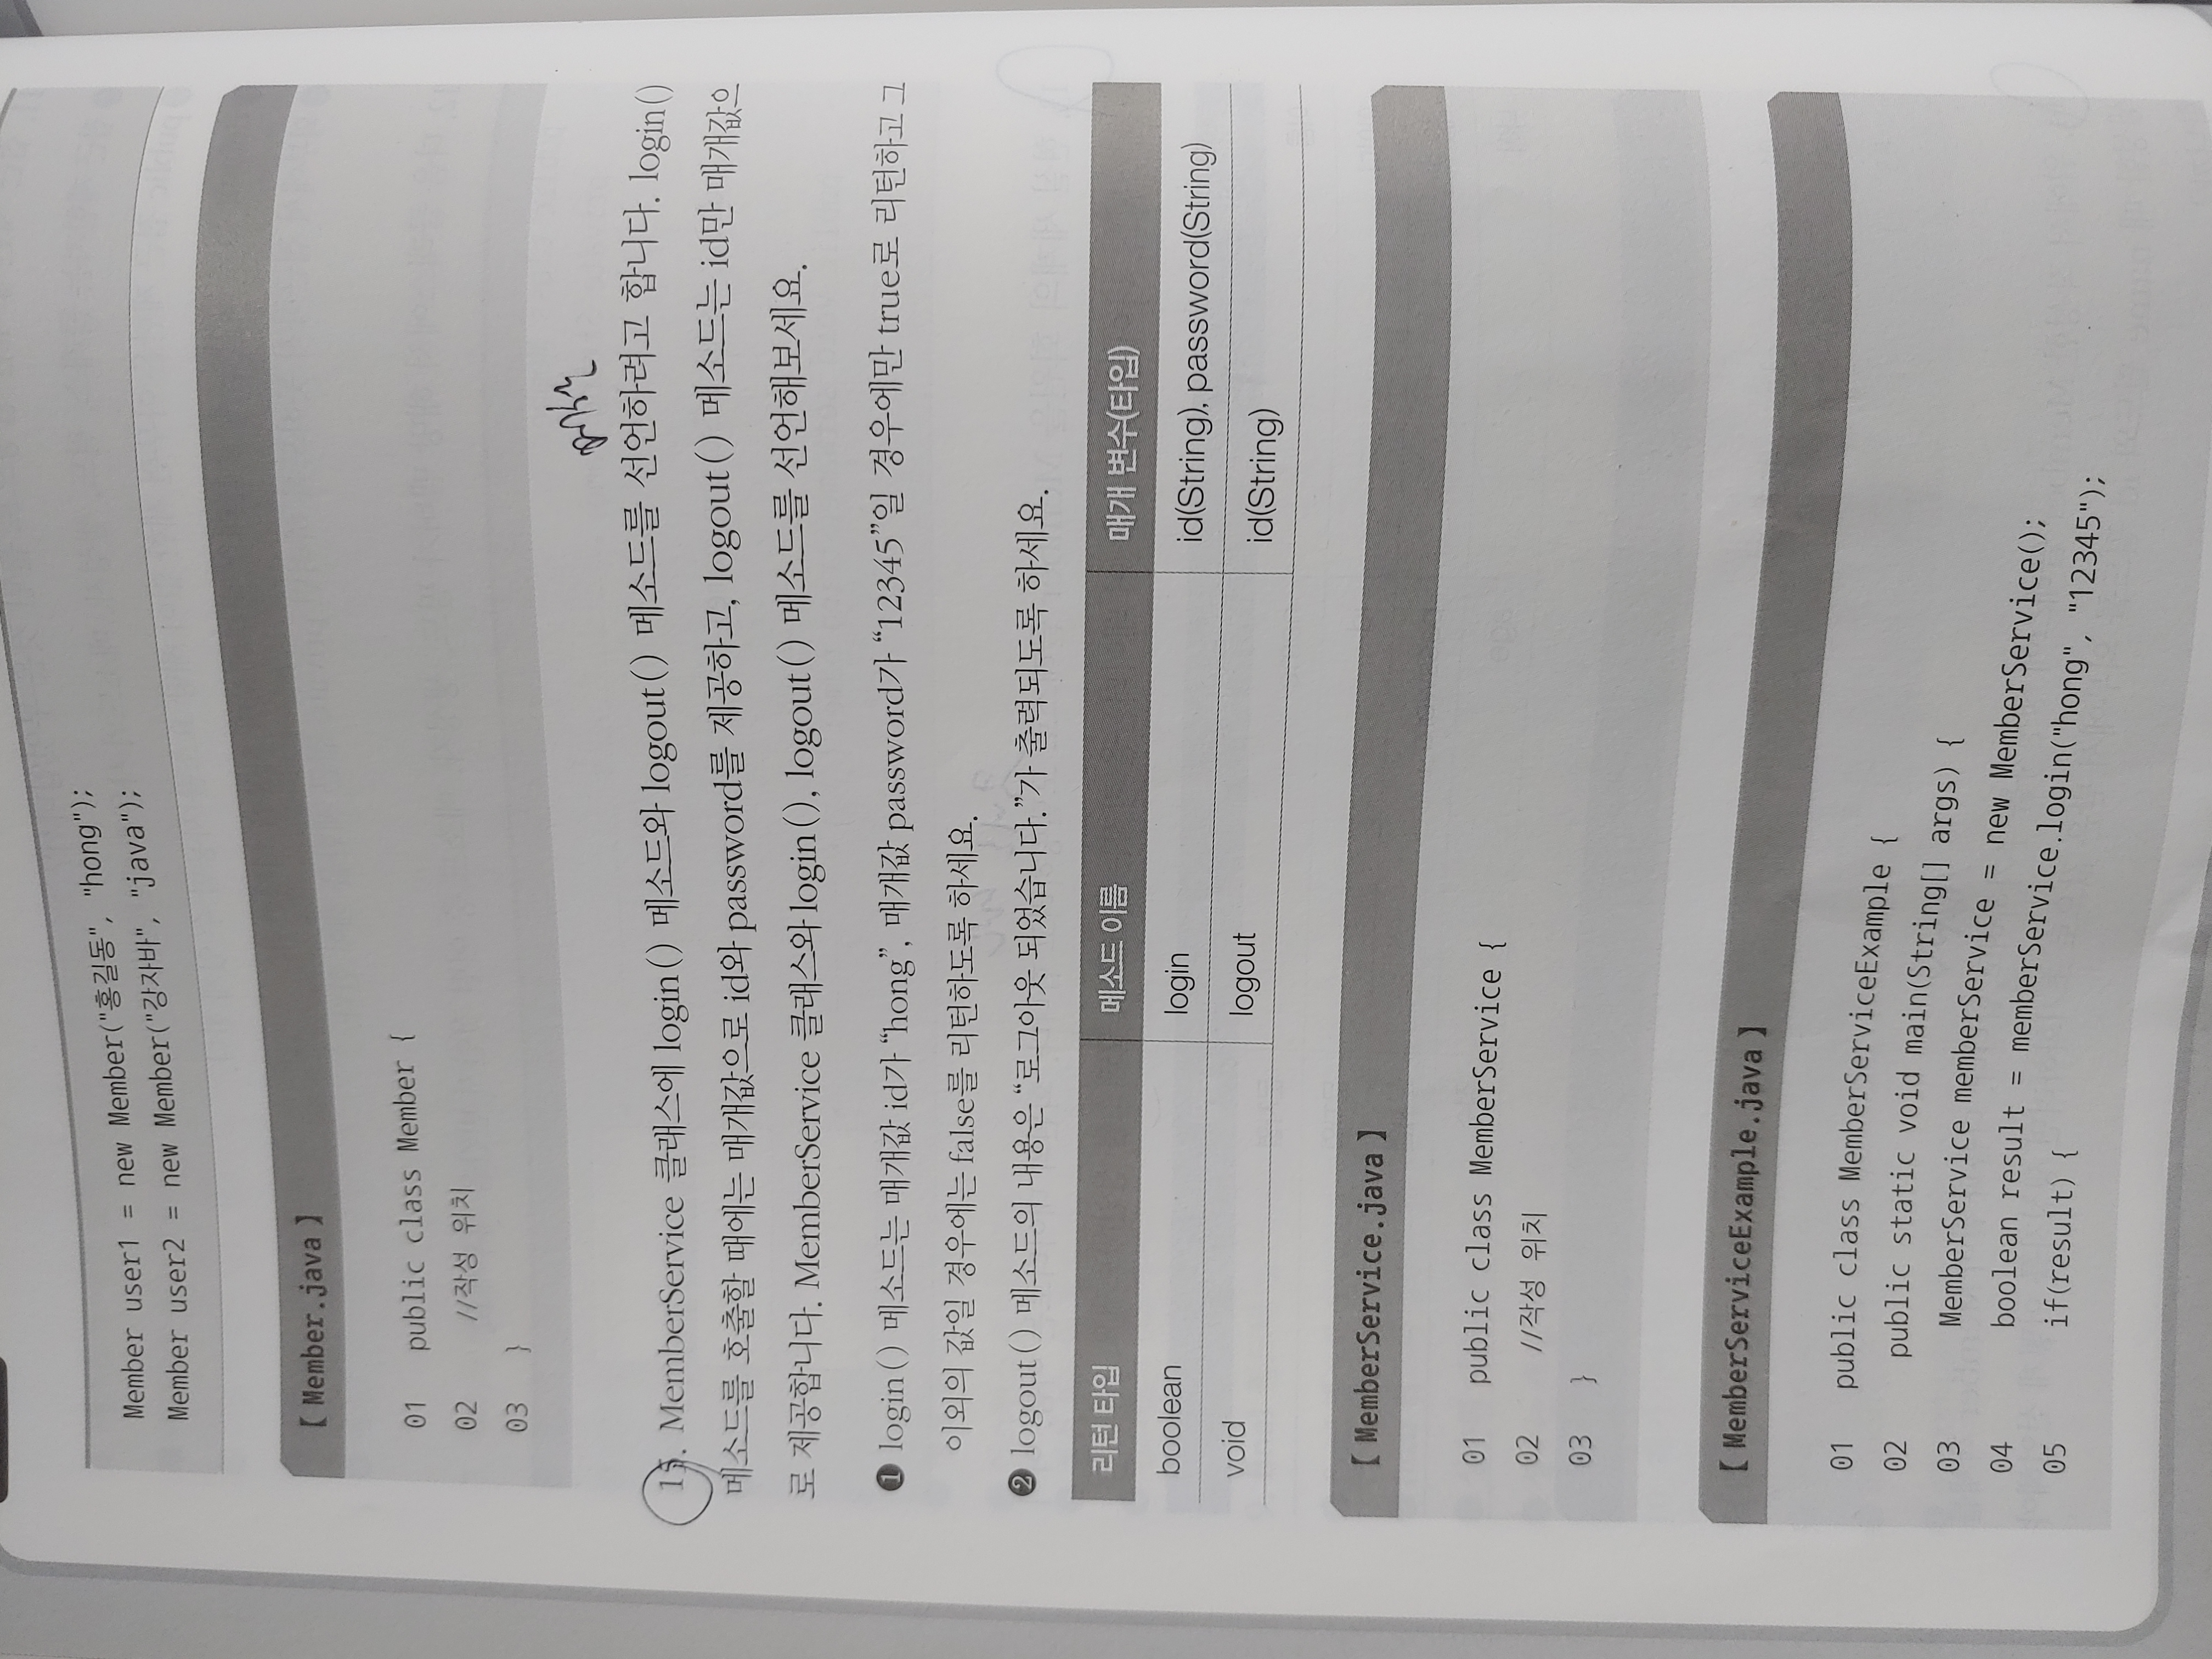 Member user1 = new Member("홍길동", "hong");
Member user2 = new Member("강자바", "java");
【 Member.java 】
01 public class Member {
02 //작성 위치
03 }
15. MemberService 클래스에 login() 메소드와 logout() 메소드를 선언하려고 합니다. login()
메소드를 호출할 때에는 매개값으로 id와 password를 제공하고, logout() 메소드는 id만 매개값으
로 제공합니다. MemberService 클래스와 login(), logout() 메소드를 선언해보세요.
❶ login() 메소드는 매개값 id가 “hong”, 매개값 password가 “12345”일 경우에만 true로 리턴하고 그
이외의 값일 경우에는 false를 리턴하도록 하세요.
❷ logout() 메소드의 내용은 “로그아웃 되었습니다.”가 출력되도록 하세요.
리턴 타입 메소드 이름 매개 변수(타입)
boolean login id(String), password(String)
void logout id(String)
【 MemberService.java 】
01 public class MemberService {
02 //작성 위치
03 }
【 MemberServiceExample.java 】
01 public class MemberServiceExample {
02 public static void main(String[] args) {
03 MemberService memberService = new MemberService();
04 boolean result = memberService.login("hong", "12345");
05 if(result) {